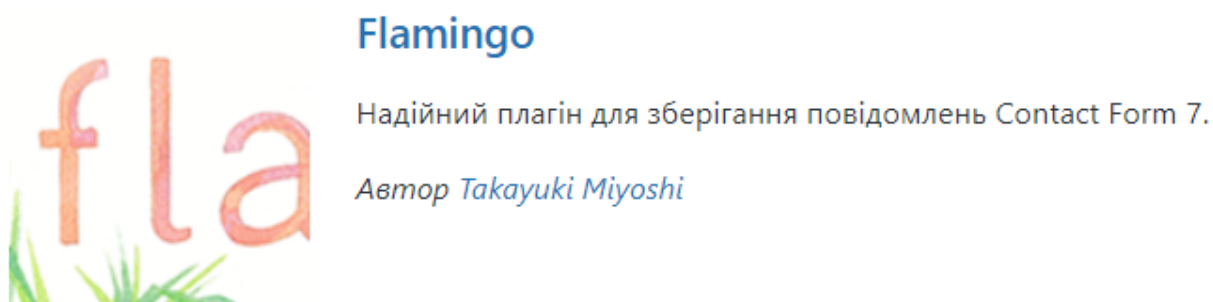 fla
Flamingo
Надійний плагін для зберігання повідомлень Contact Form 7.
Автор Takayuki Miyoshi